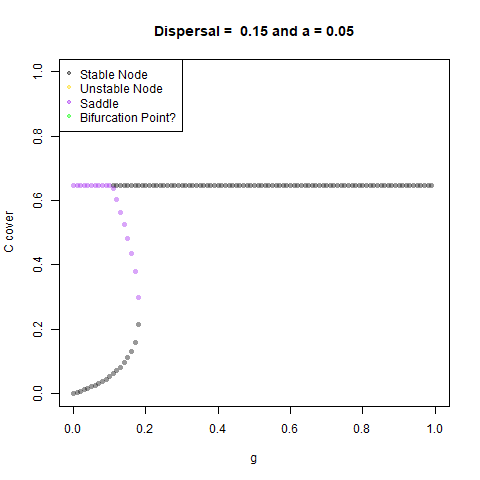 Dispersal =  0.15 and a = 0.05
Stable Node
Unstable Node
Saddle
Bifurcation Point?
C cover
1.0
0.8
0.6
0.4
0.2
0.0
0.0 0.2 0.4 0.6 0.8 1.0
g